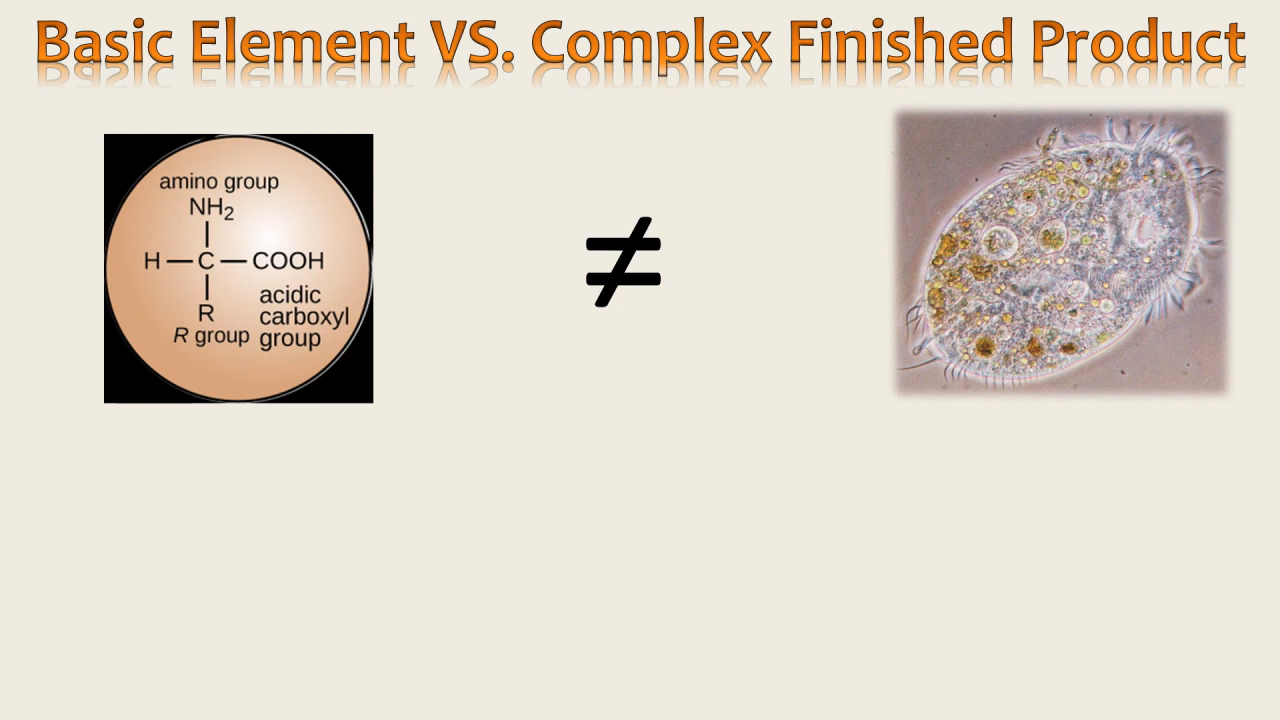 Basic Element VS. Complex Finished Product
amino group
NH₂
H — C — COOH
R
R group
acidic
carboxyl
group
≠